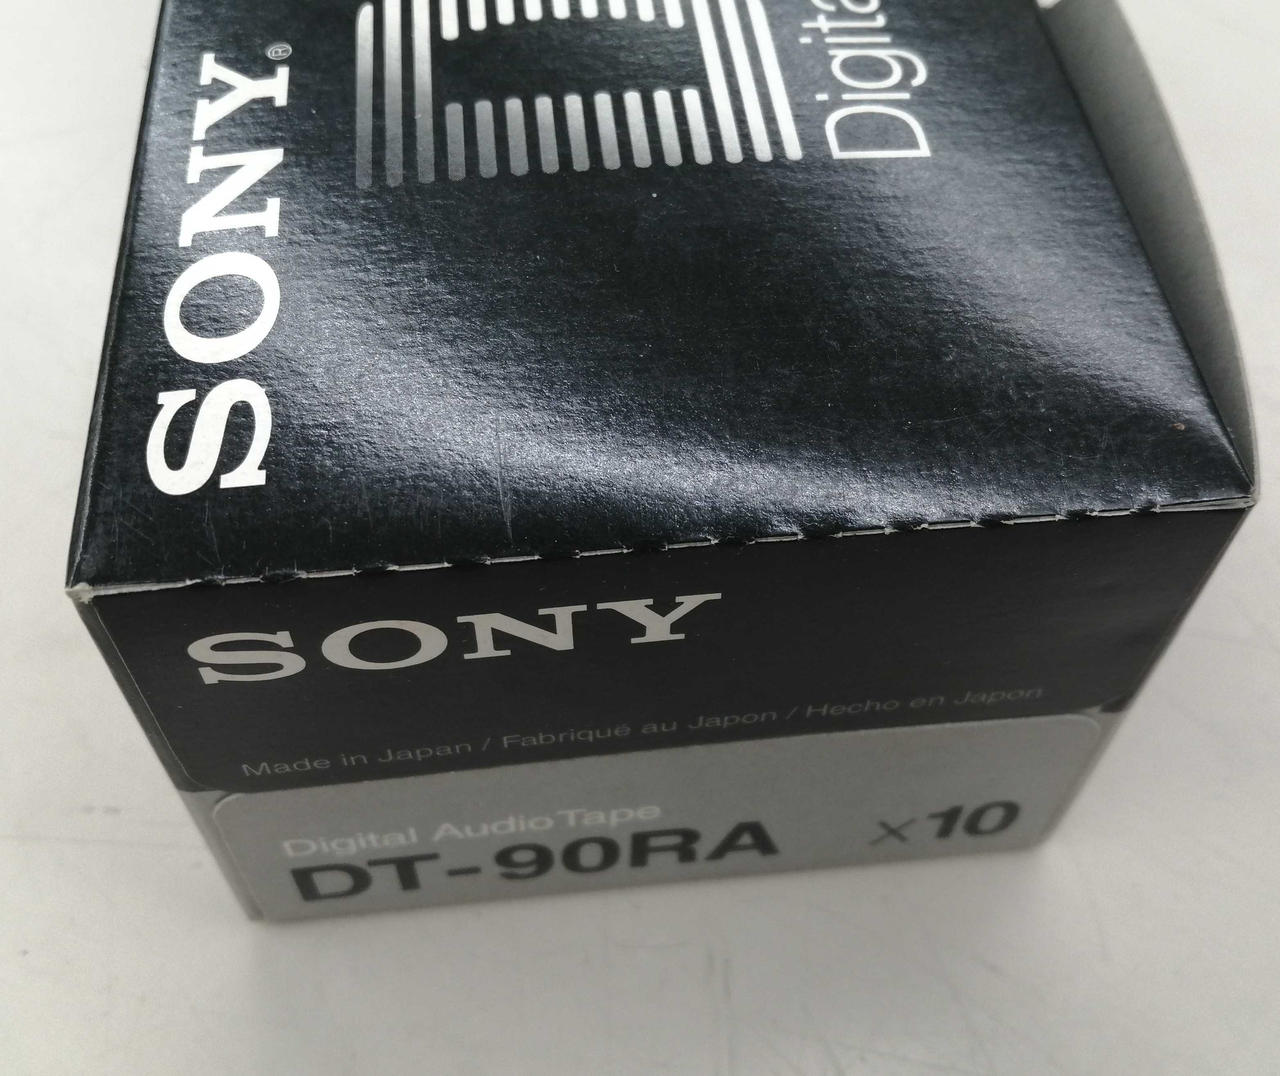 SONY®
Digita
SONY
Made in Japan / Fabriqué au Japon / Hecho en Japon
Digital Audio Tape
DT-90RA x10